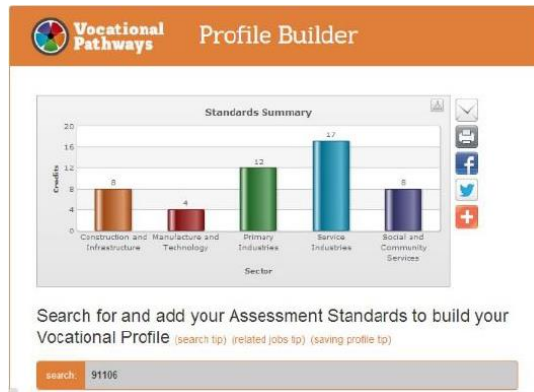 Vocational
Pathways
Profile Builder
Standards Summary
20
16
12
8
4
0
Credits
8
4
12
17
8
Construction and
Infrastructure
Manufacture and
Technology
Primary
Industries
Service
Industries
Social and
Community
Services
Sector
Search for and add your Assessment Standards to build your
Vocational Profile (search tip) (related jobs tip) (saving profile tip)
search: 91106